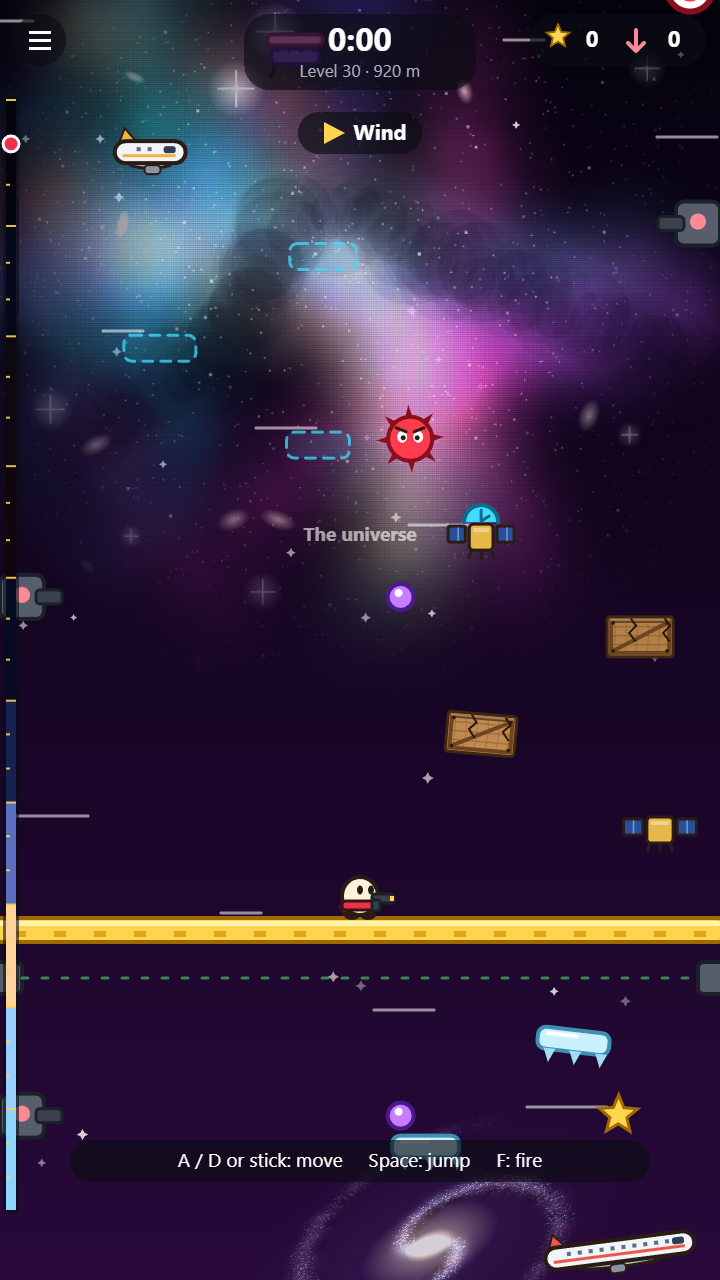 0:00
0
0
Level 30 · 920 m
Wind
The universe
A / D or stick: move Space: jump F: fire